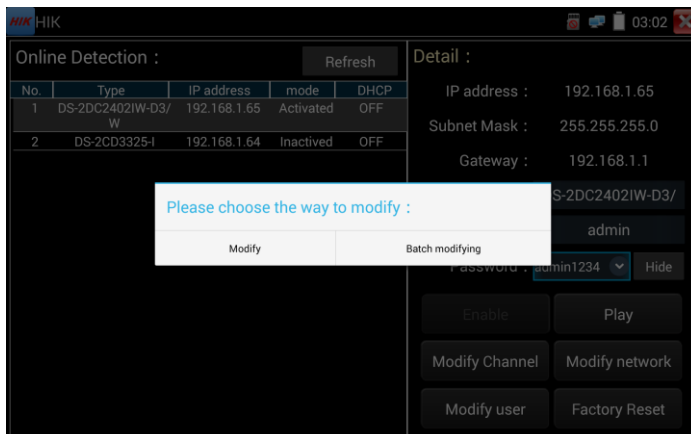 HIK HIK 03:02
Online Detection : Refresh
No. Type IP address mode DHCP
1 DS-2DC2402IW-D3/W 192.168.1.65 Activated OFF
2 DS-2CD3325-I 192.168.1.64 Inactived OFF
Please choose the way to modify :
Modify Batch modifying
Detail :
IP address : 192.168.1.65
Subnet Mask : 255.255.255.0
Gateway : 192.168.1.1
S-2DC2402IW-D3/
admin
Password : admin1234 Hide
Enable Play
Modify Channel Modify network
Modify user Factory Reset